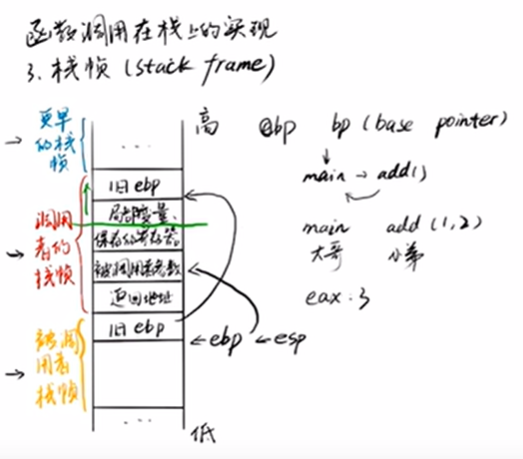 函数调用在栈上的实现
3. 栈帧 (stack frame)
更早的栈帧
高
ebp bp (base pointer)
...
旧 ebp
main → add()
调用者的栈帧
局部变量
保存的寄存器
main add (1,2)
被调用者参数
大哥 小弟
返回地址
eax: 3
旧 ebp
← ebp ← esp
被调用者栈帧
...
低